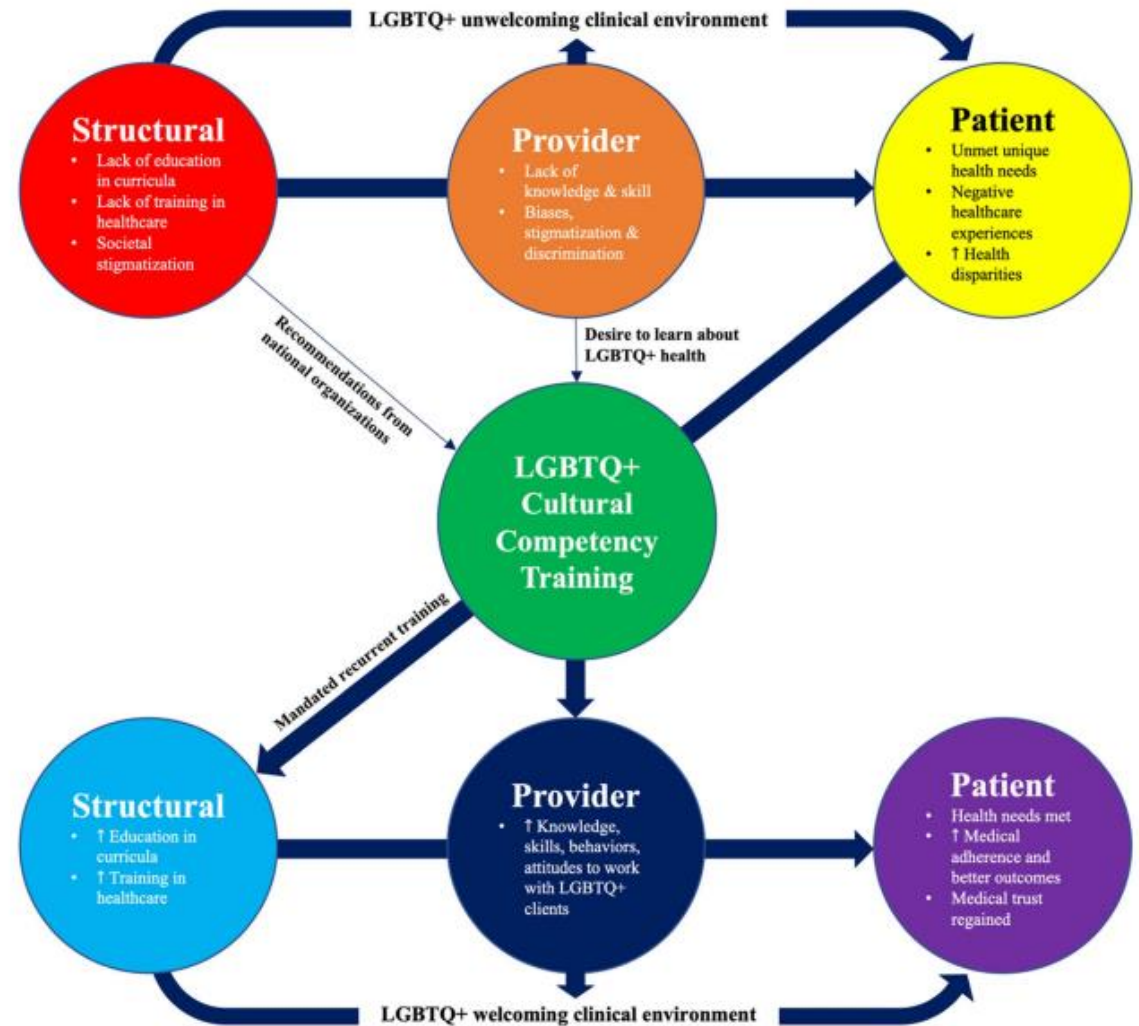 LGBTQ+ unwelcoming clinical environment
Structural
• Lack of education
in curricula
• Lack of training in
healthcare
• Societal
stigmatization
Provider
• Lack of
knowledge & skill
• Biases,
stigmatization &
discrimination
Patient
• Unmet unique
health needs
• Negative
healthcare
experiences
• ↑ Health
disparities
Recommendations from
national organizations
Desire to learn about
LGBTQ+ health
LGBTQ+
Cultural
Competency
Training
Mandated recurrent training
Structural
• ↑ Education in
curricula
• ↑ Training in
healthcare
Provider
• ↑ Knowledge,
skills, behaviors,
attitudes to work
with LGBTQ+
clients
Patient
• Health needs met
• ↑ Medical
adherence and
better outcomes
• Medical trust
regained
LGBTQ+ welcoming clinical environment